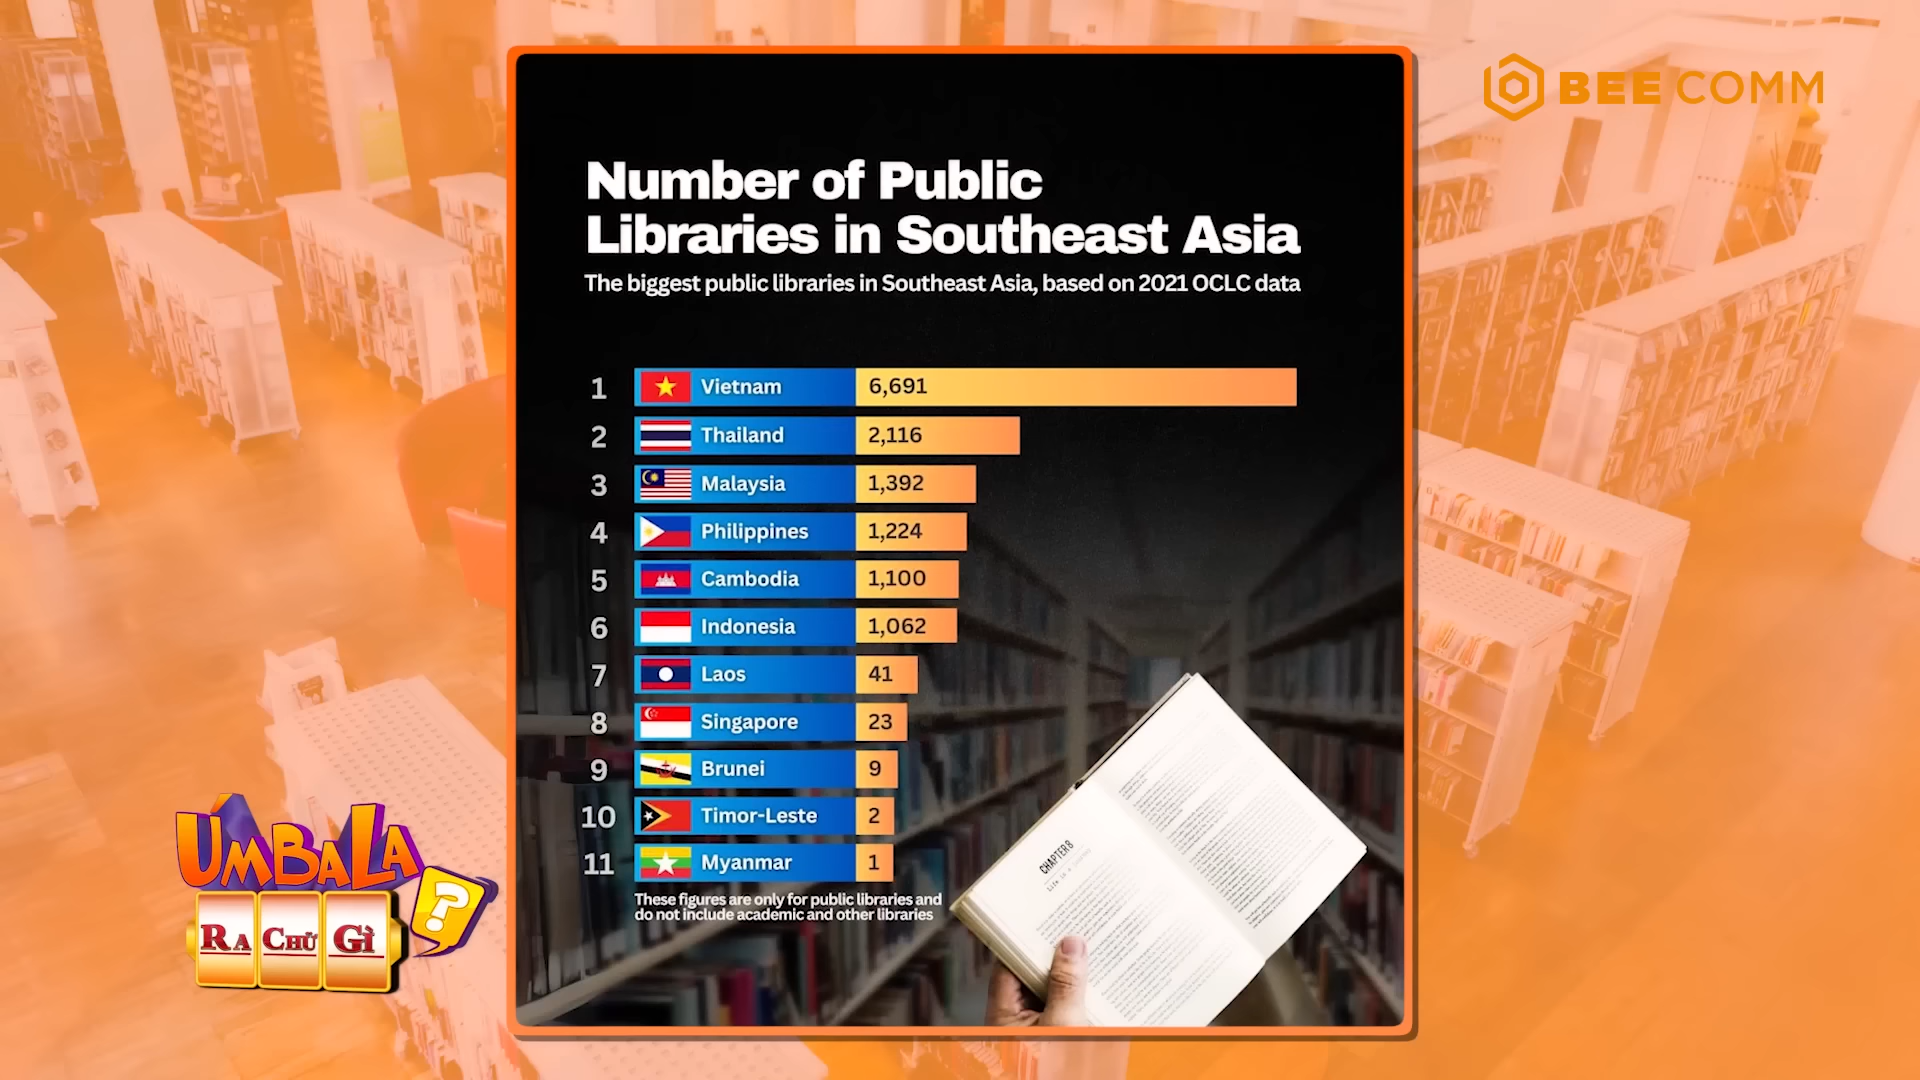 BEE COMM
Number of Public
Libraries in Southeast Asia
The biggest public libraries in Southeast Asia, based on 2021 OCLC data
1 Vietnam 6,691
2 Thailand 2,116
3 Malaysia 1,392
4 Philippines 1,224
5 Cambodia 1,100
6 Indonesia 1,062
7 Laos 41
8 Singapore 23
9 Brunei 9
10 Timor-Leste 2
11 Myanmar 1
These figures are only for public libraries and
do not include academic and other libraries
CHAPTER 8
ÚMBALA
RA CHỮ GÌ ?